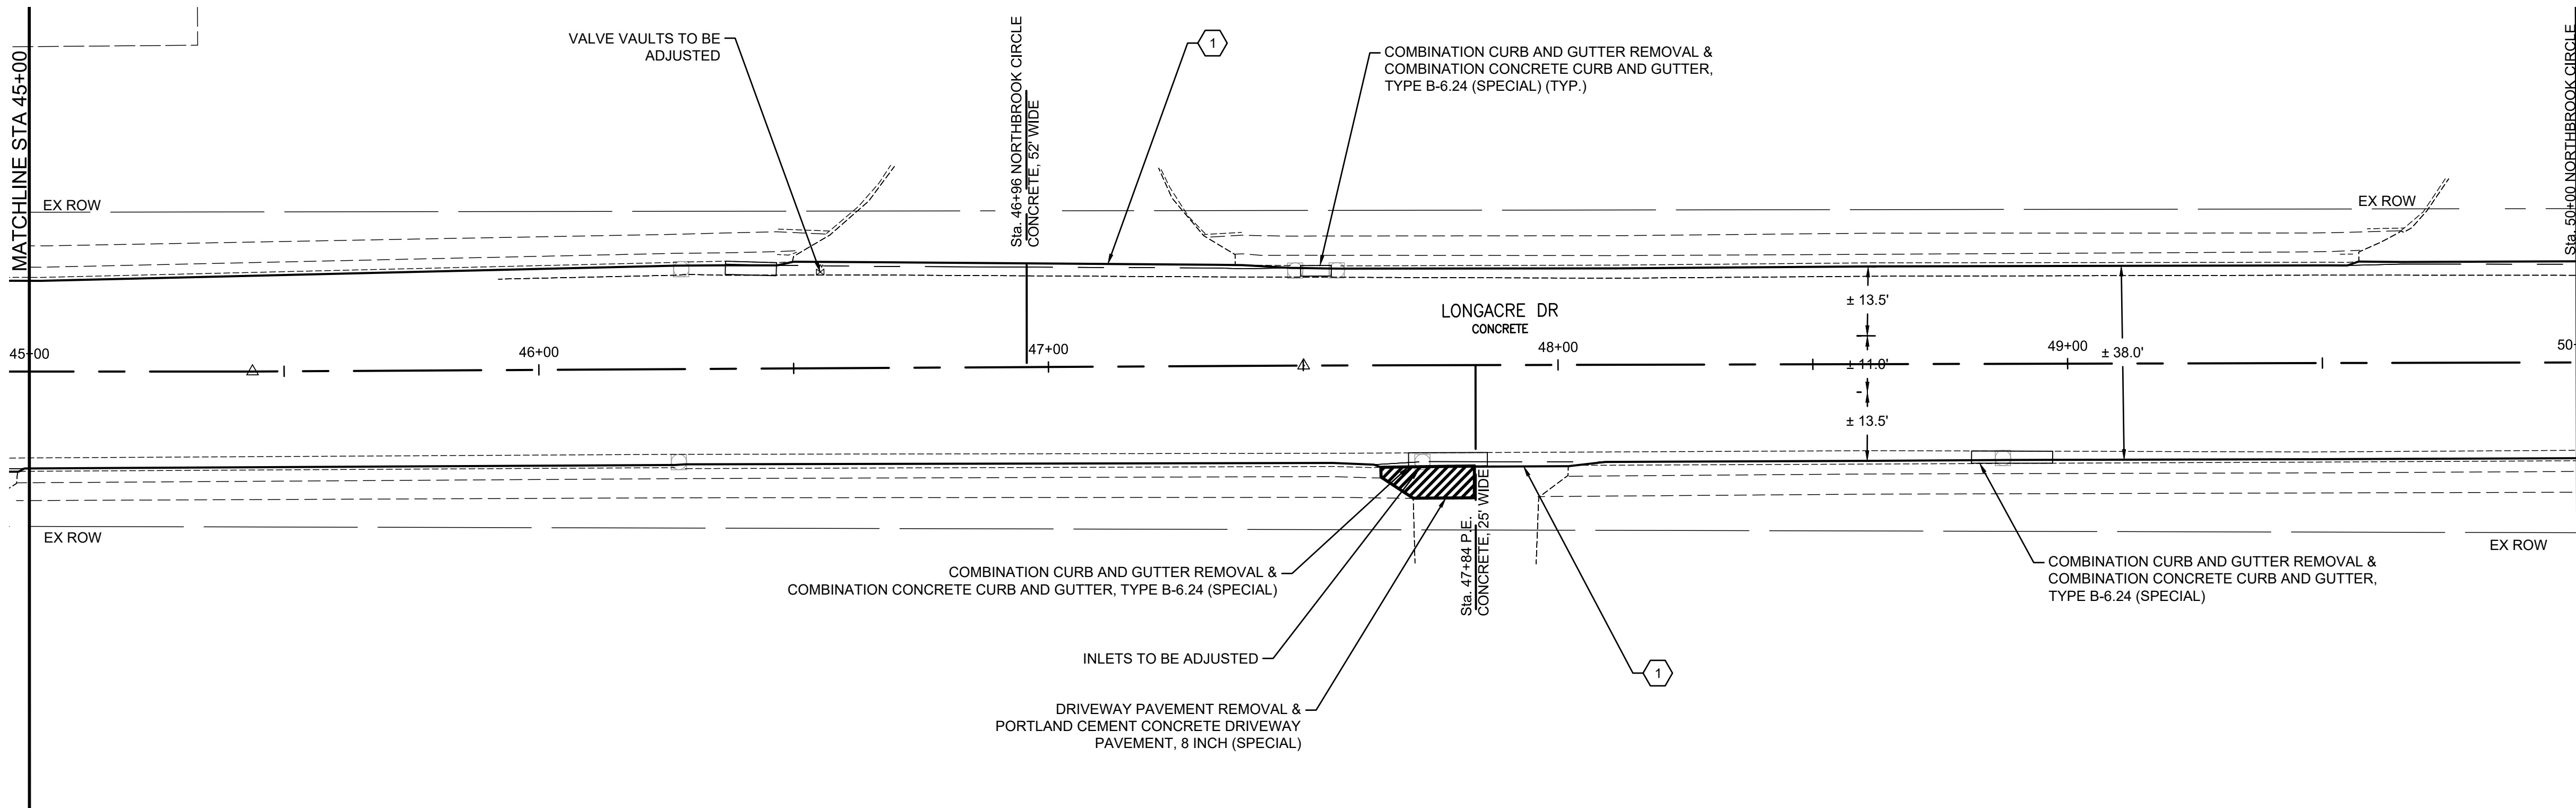 MATCHLINE STA 45+00
VALVE VAULTS TO BE
ADJUSTED
Sta. 46+96 NORTHBROOK CIRCLE
CONCRETE, 52' WIDE
1
COMBINATION CURB AND GUTTER REMOVAL &
COMBINATION CONCRETE CURB AND GUTTER,
TYPE B-6.24 (SPECIAL) (TYP.)
Sta. 50+00 NORTHBROOK CIRCLE
EX ROW
EX ROW
LONGACRE DR
CONCRETE
± 13.5'
± 11.0'
± 13.5'
± 38.0'
45+00
46+00
47+00
48+00
49+00
50+
EX ROW
EX ROW
Sta. 47+84 P.E.
CONCRETE, 25' WIDE
COMBINATION CURB AND GUTTER REMOVAL &
COMBINATION CONCRETE CURB AND GUTTER, TYPE B-6.24 (SPECIAL)
INLETS TO BE ADJUSTED
DRIVEWAY PAVEMENT REMOVAL &
PORTLAND CEMENT CONCRETE DRIVEWAY
PAVEMENT, 8 INCH (SPECIAL)
1
COMBINATION CURB AND GUTTER REMOVAL &
COMBINATION CONCRETE CURB AND GUTTER,
TYPE B-6.24 (SPECIAL)